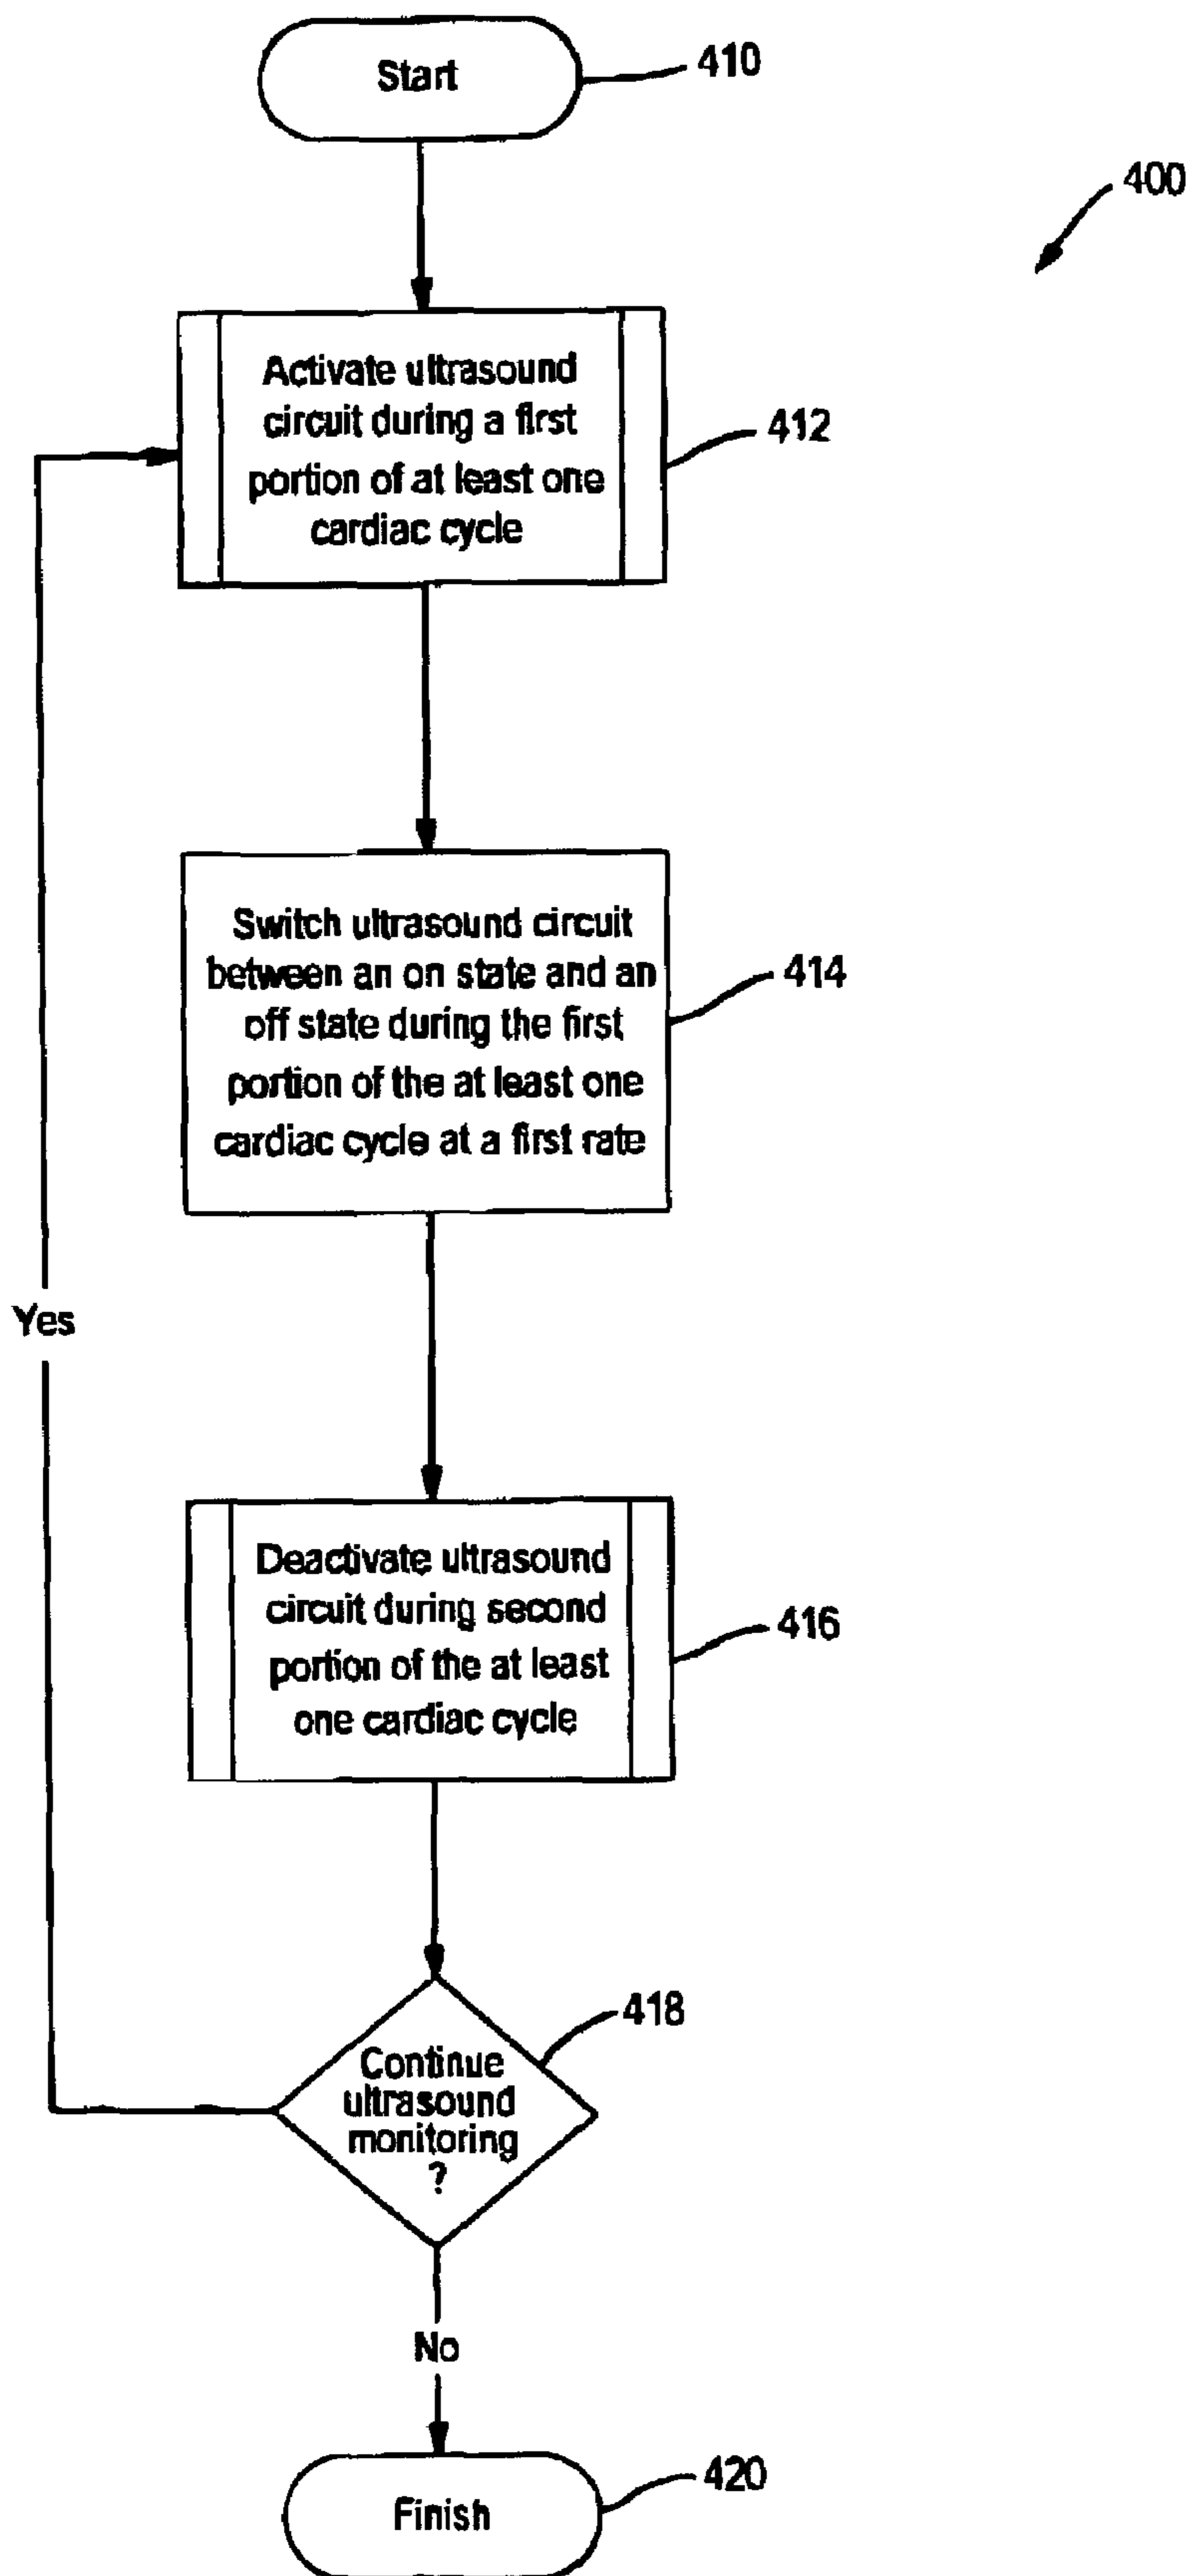 Start
410
400
Activate ultrasound
circuit during a first
portion of at least one
cardiac cycle
412
Switch ultrasound circuit
between an on state and an
off state during the first
portion of the at least one
cardiac cycle at a first rate
414
Yes
Deactivate ultrasound
circuit during second
portion of the at least
one cardiac cycle
416
418
Continue
ultrasound
monitoring
?
No
420
Finish